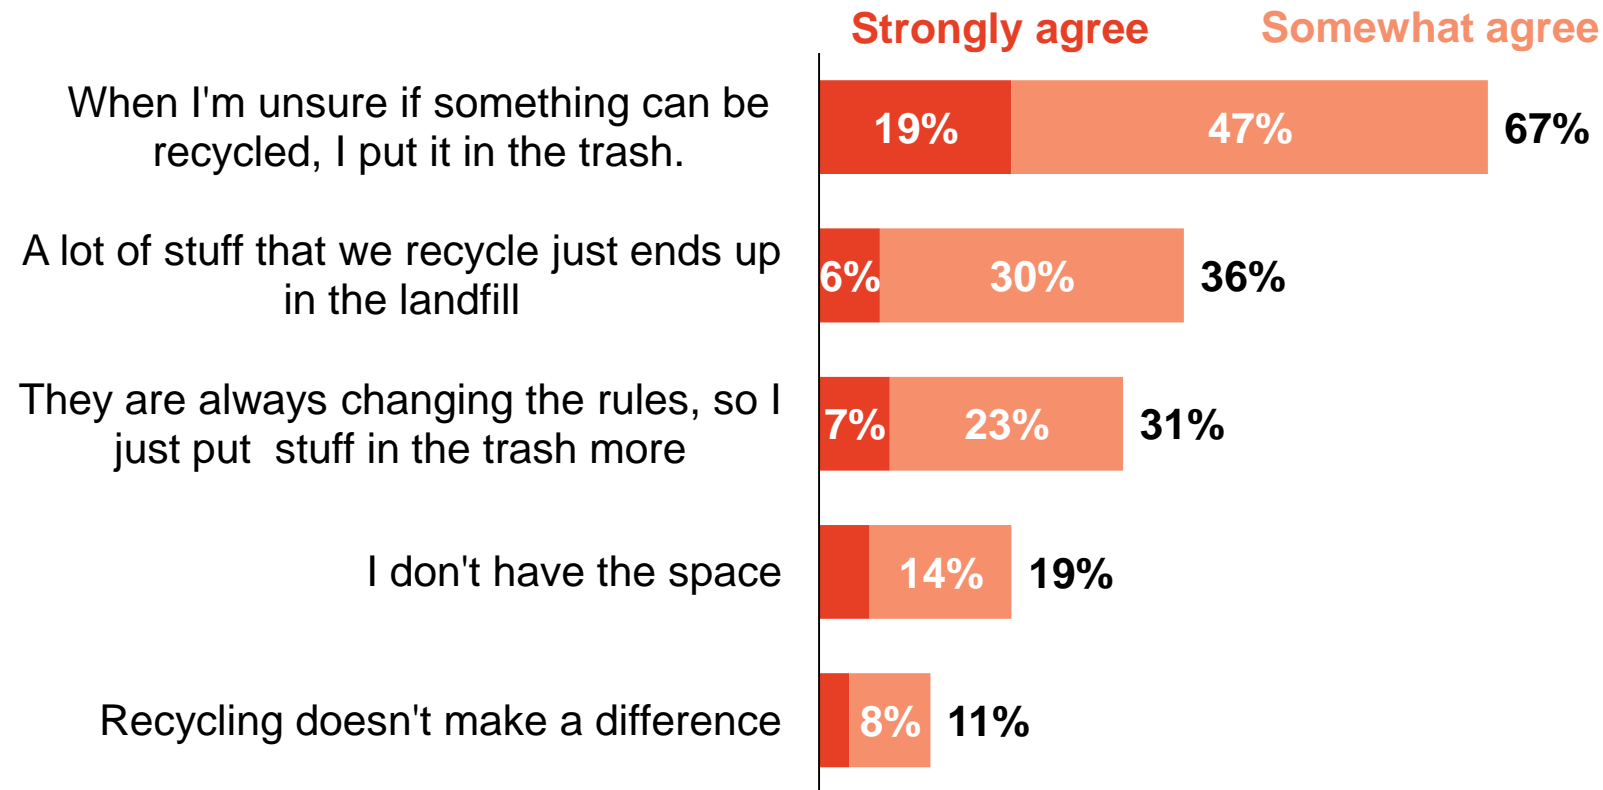 Strongly agree Somewhat agree
When I'm unsure if something can be
recycled, I put it in the trash.
19% 47% 67%
A lot of stuff that we recycle just ends up
in the landfill
6% 30% 36%
They are always changing the rules, so I
just put  stuff in the trash more
7% 23% 31%
I don't have the space
14% 19%
Recycling doesn't make a difference
8% 11%